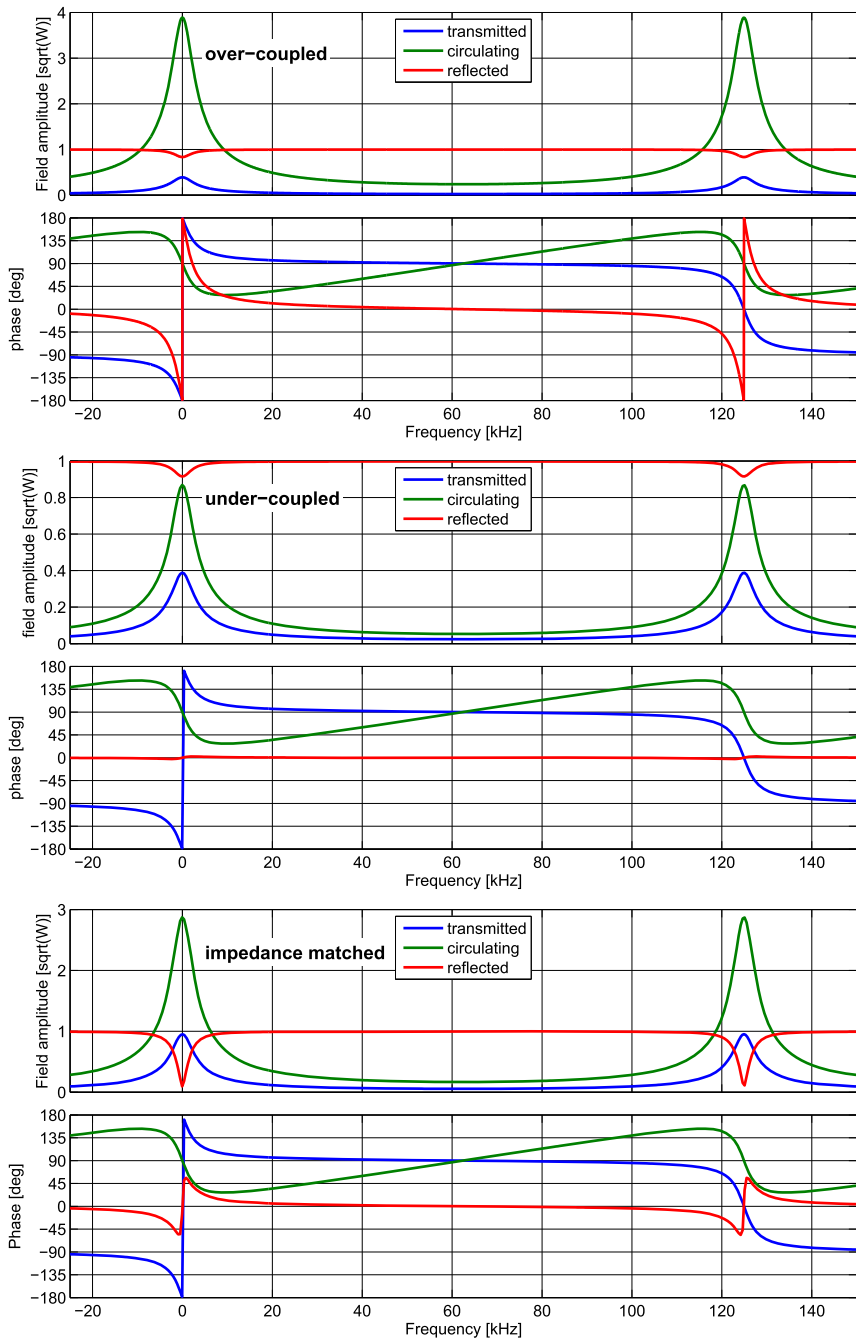 Field amplitude [sqrt(W)]
4
3
2
1
0
over−coupled
transmitted
circulating
reflected
phase [deg]
180
135
90
45
0
−45
−90
−135
−180
−20 0 20 40 60 80 100 120 140
Frequency [kHz]
field amplitude [sqrt(W)]
1
0.8
0.6
0.4
0.2
0
under−coupled
transmitted
circulating
reflected
phase [deg]
180
135
90
45
0
−45
−90
−135
−180
−20 0 20 40 60 80 100 120 140
Frequency [kHz]
Field amplitude [sqrt(W)]
3
2
1
0
impedance matched
transmitted
circulating
reflected
Phase [deg]
180
135
90
45
0
−45
−90
−135
−180
−20 0 20 40 60 80 100 120 140
Frequency [kHz]